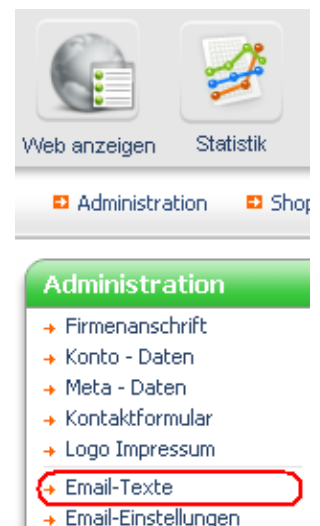 Web anzeigen Statistik
Administration Shop
Administration
Firmenanschrift
Konto - Daten
Meta - Daten
Kontaktformular
Logo Impressum
Email-Texte
Email-Einstellungen